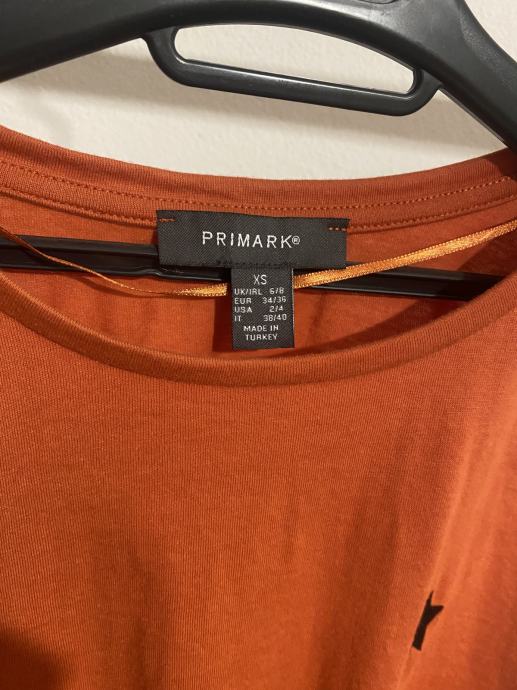 PRIMARK®
XS
UK/IRL 6/8
EUR 34/36
USA 2/4
IT 38/40
MADE IN
TURKEY